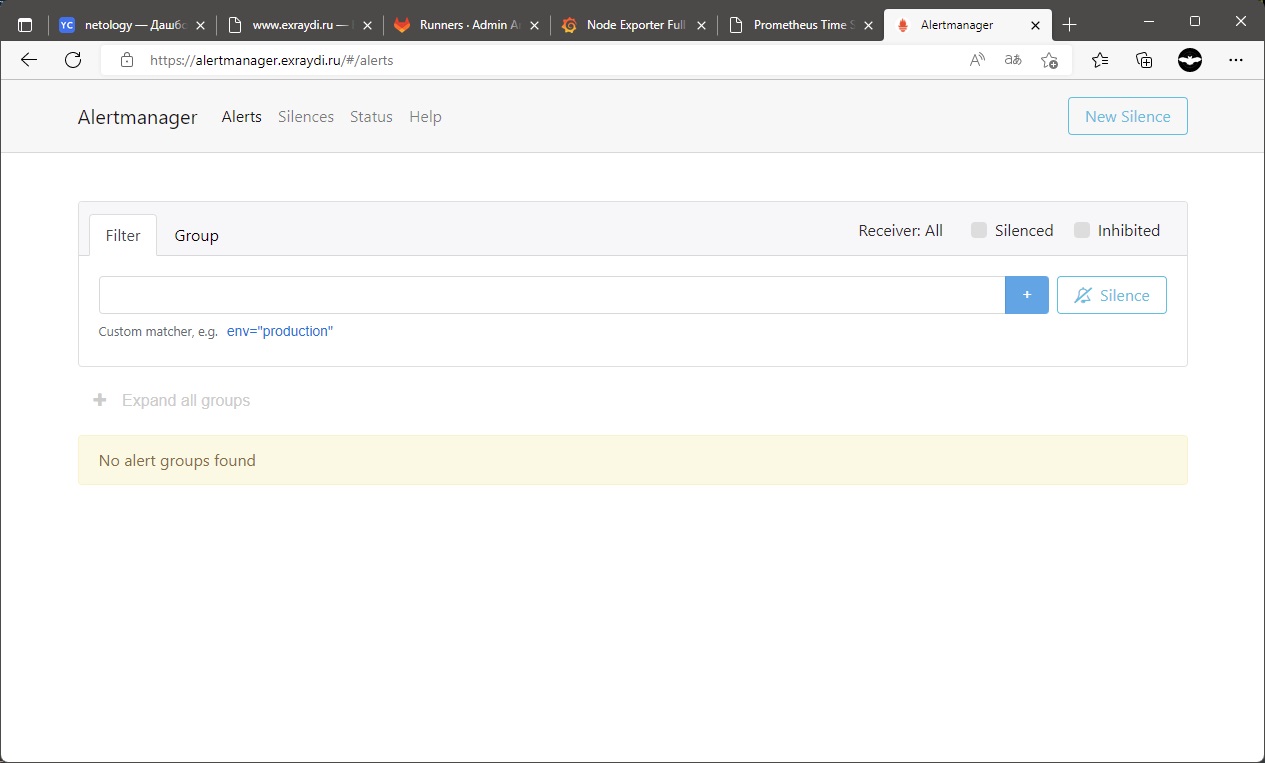 YC netology — Дашбо
www.exraydi.ru —
Runners · Admin A
Node Exporter Full
Prometheus Time S
Alertmanager
https://alertmanager.exraydi.ru/#/alerts
Alertmanager Alerts Silences Status Help New Silence
Filter Group Receiver: All Silenced Inhibited
+ Silence
Custom matcher, e.g. env="production"
+ Expand all groups
No alert groups found